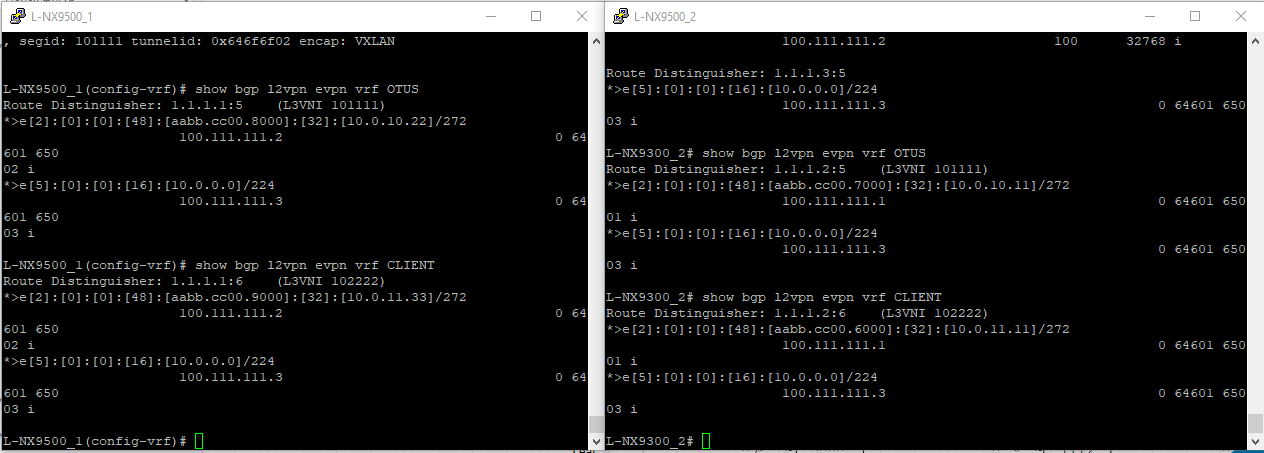 L-NX9500_1
, segid: 101111 tunnelid: 0x646f6f02 encap: VXLAN
L-NX9500_1(config-vrf)# show bgp l2vpn evpn vrf OTUS
Route Distinguisher: 1.1.1.1:5    (L3VNI 101111)
*>e[2]:[0]:[0]:[48]:[aabb.cc00.8000]:[32]:[10.0.10.22]/272
100.111.111.2                                     0 64
601 650
02 i
*>e[5]:[0]:[0]:[16]:[10.0.0.0]/224
100.111.111.3                                     0 64
601 650
03 i
L-NX9500_1(config-vrf)# show bgp l2vpn evpn vrf CLIENT
Route Distinguisher: 1.1.1.1:6    (L3VNI 102222)
*>e[2]:[0]:[0]:[48]:[aabb.cc00.9000]:[32]:[10.0.11.33]/272
100.111.111.2                                     0 64
601 650
02 i
*>e[5]:[0]:[0]:[16]:[10.0.0.0]/224
100.111.111.3                                     0 64
601 650
03 i
L-NX9500_1(config-vrf)#
L-NX9500_2
100.111.111.2                       100      32768 i
Route Distinguisher: 1.1.1.3:5
*>e[5]:[0]:[0]:[16]:[10.0.0.0]/224
100.111.111.3                                     0 64601 650
03 i
L-NX9300_2# show bgp l2vpn evpn vrf OTUS
Route Distinguisher: 1.1.1.2:5    (L3VNI 101111)
*>e[2]:[0]:[0]:[48]:[aabb.cc00.7000]:[32]:[10.0.10.11]/272
100.111.111.1                                     0 64601 650
01 i
*>e[5]:[0]:[0]:[16]:[10.0.0.0]/224
100.111.111.3                                     0 64601 650
03 i
L-NX9300_2# show bgp l2vpn evpn vrf CLIENT
Route Distinguisher: 1.1.1.2:6    (L3VNI 102222)
*>e[2]:[0]:[0]:[48]:[aabb.cc00.6000]:[32]:[10.0.11.11]/272
100.111.111.1                                     0 64601 650
01 i
*>e[5]:[0]:[0]:[16]:[10.0.0.0]/224
100.111.111.3                                     0 64601 650
03 i
L-NX9300_2#